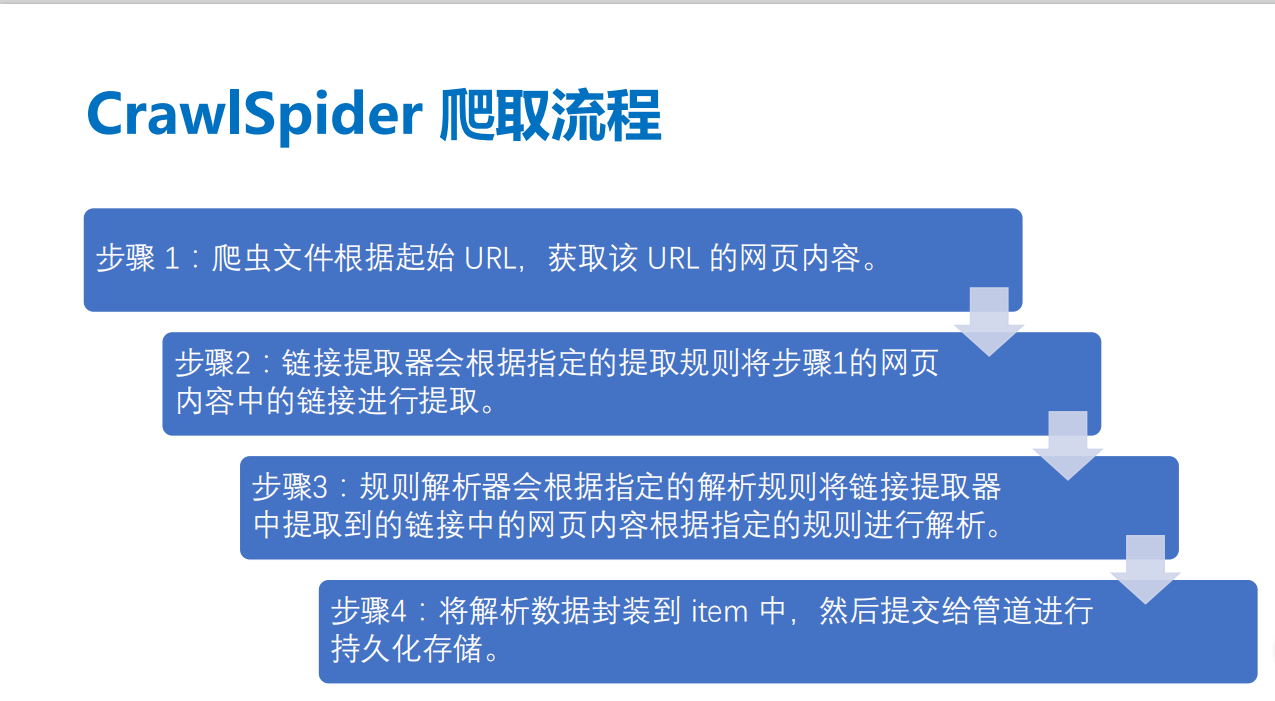 CrawlSpider 爬取流程
步骤 1：爬虫文件根据起始 URL，获取该 URL 的网页内容。
步骤2：链接提取器会根据指定的提取规则将步骤1的网页
内容中的链接进行提取。
步骤3：规则解析器会根据指定的解析规则将链接提取器
中提取到的链接中的网页内容根据指定的规则进行解析。
步骤4：将解析数据封装到 item 中，然后提交给管道进行
持久化存储。